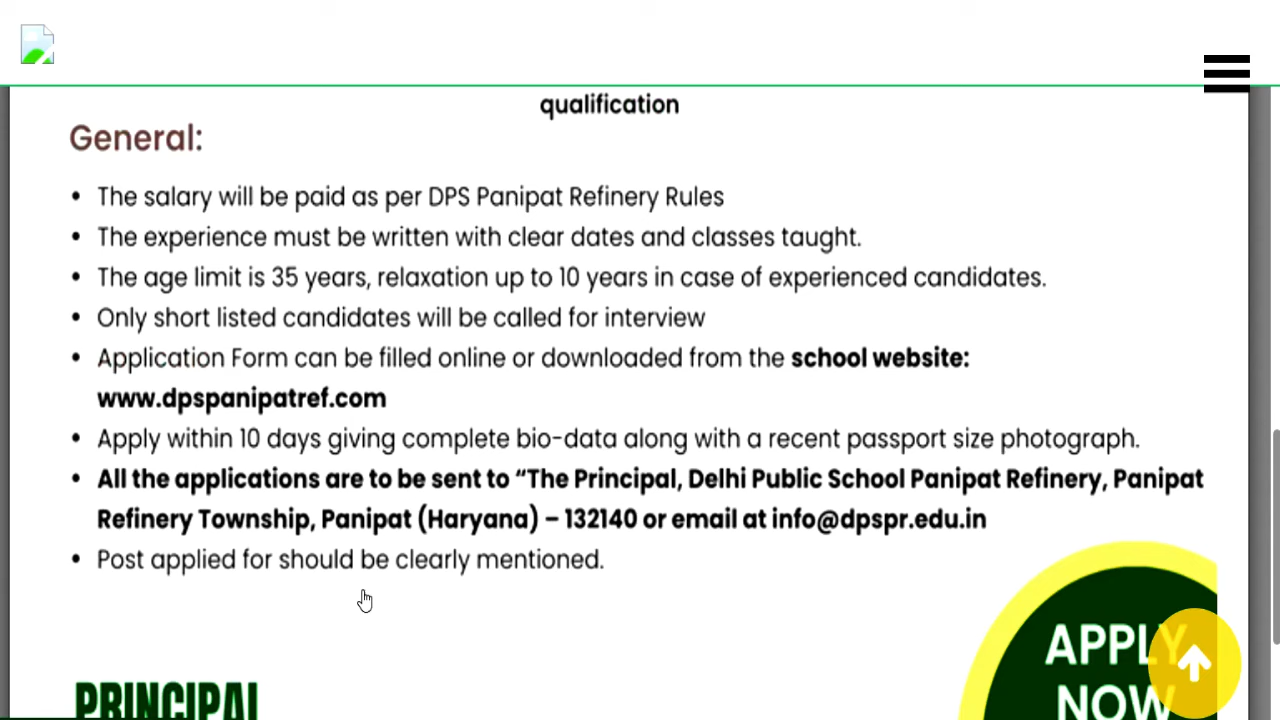 qualification
General:
• The salary will be paid as per DPS Panipat Refinery Rules
• The experience must be written with clear dates and classes taught.
• The age limit is 35 years, relaxation up to 10 years in case of experienced candidates.
• Only short listed candidates will be called for interview
• Application Form can be filled online or downloaded from the school website:
www.dpspanipatref.com
• Apply within 10 days giving complete bio-data along with a recent passport size photograph.
• All the applications are to be sent to “The Principal, Delhi Public School Panipat Refinery, Panipat
Refinery Township, Panipat (Haryana) – 132140 or email at info@dpspr.edu.in
• Post applied for should be clearly mentioned.
APPLY
NOW
PRINCIPAL